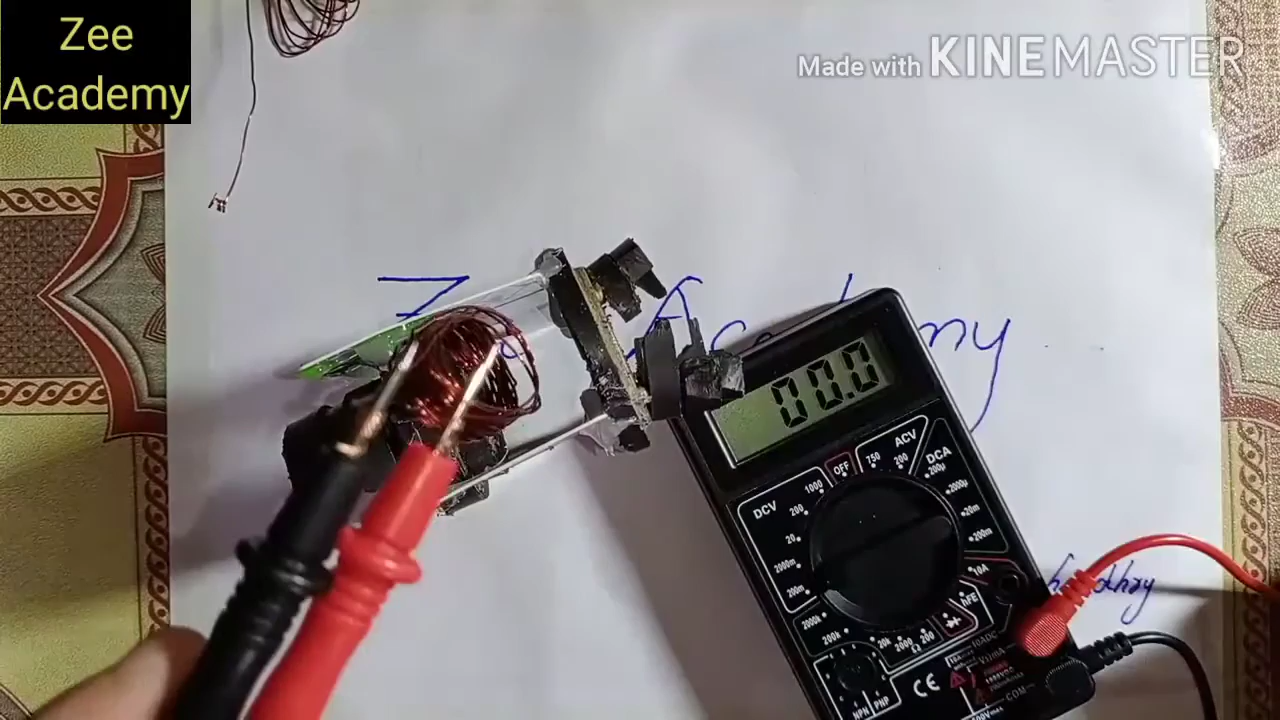 Zee
Academy
Made with KINEMASTER
00.0
OFF
750
200
ACV
DCA
200µ
2000µ
20m
200m
10A
hFE
DCV
1000
200
20
2000m
200m
2000k
200k
20k
2000
200
Ω
10ADC
COM
CE
NPN
PNP